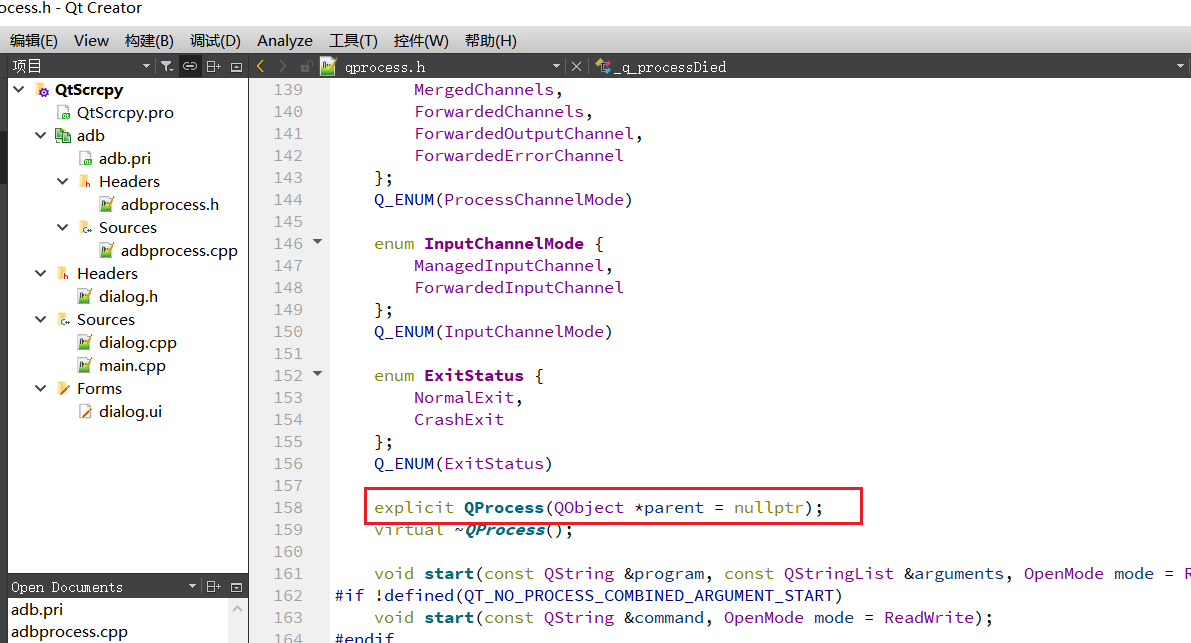 ocess.h - Qt Creator
编辑(E) View 构建(B) 调试(D) Analyze 工具(T) 控件(W) 帮助(H)
项目
qprocess.h
_q_processDied
QtScrcpy
QtScrcpy.pro
adb
adb.pri
Headers
adbprocess.h
Sources
adbprocess.cpp
Headers
dialog.h
Sources
dialog.cpp
main.cpp
Forms
dialog.ui
Open Documents
adb.pri
adbprocess.cpp
139 MergedChannels,
140 ForwardedChannels,
141 ForwardedOutputChannel,
142 ForwardedErrorChannel
143 };
144 Q_ENUM(ProcessChannelMode)
145
146 enum InputChannelMode {
147 ManagedInputChannel,
148 ForwardedInputChannel
149 };
150 Q_ENUM(InputChannelMode)
151
152 enum ExitStatus {
153 NormalExit,
154 CrashExit
155 };
156 Q_ENUM(ExitStatus)
157
158 explicit QProcess(QObject *parent = nullptr);
159 virtual ~QProcess();
160
161 void start(const QString &program, const QStringList &arguments, OpenMode mode = R
162 #if !defined(QT_NO_PROCESS_COMBINED_ARGUMENT_START)
163 void start(const QString &command, OpenMode mode = ReadWrite);
164 #endif